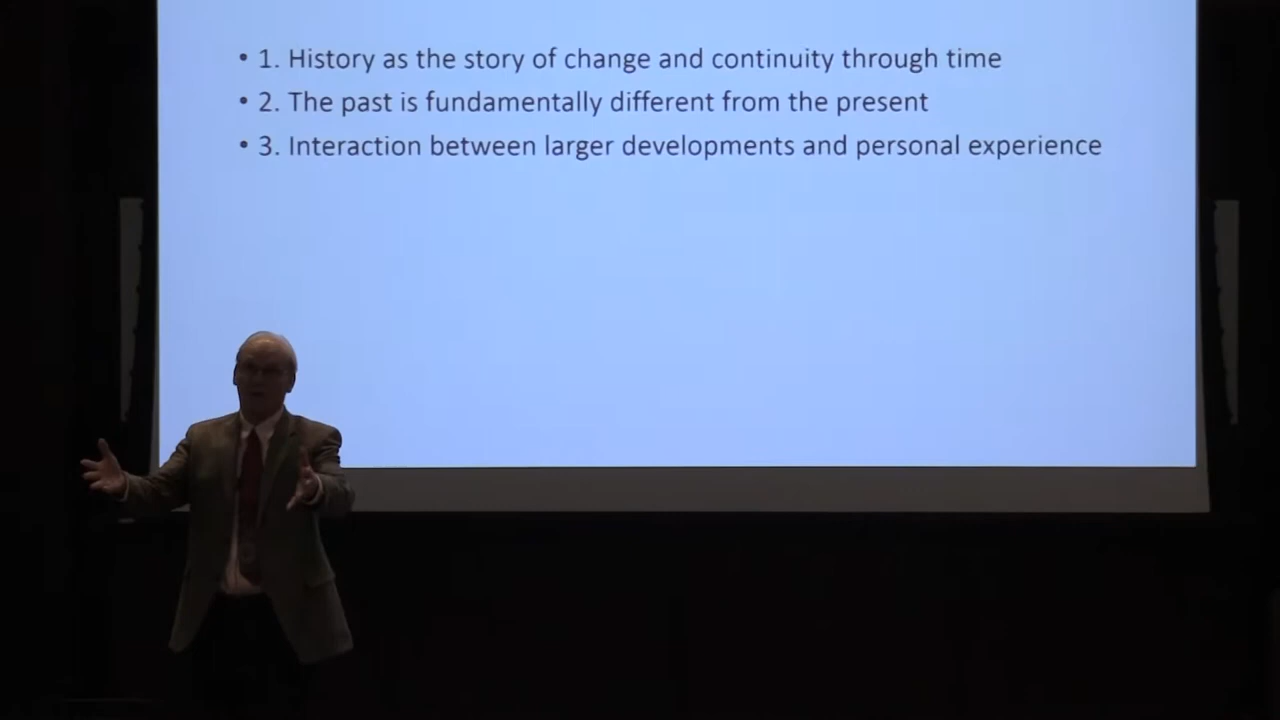 • 1. History as the story of change and continuity through time
• 2. The past is fundamentally different from the present
• 3. Interaction between larger developments and personal experience